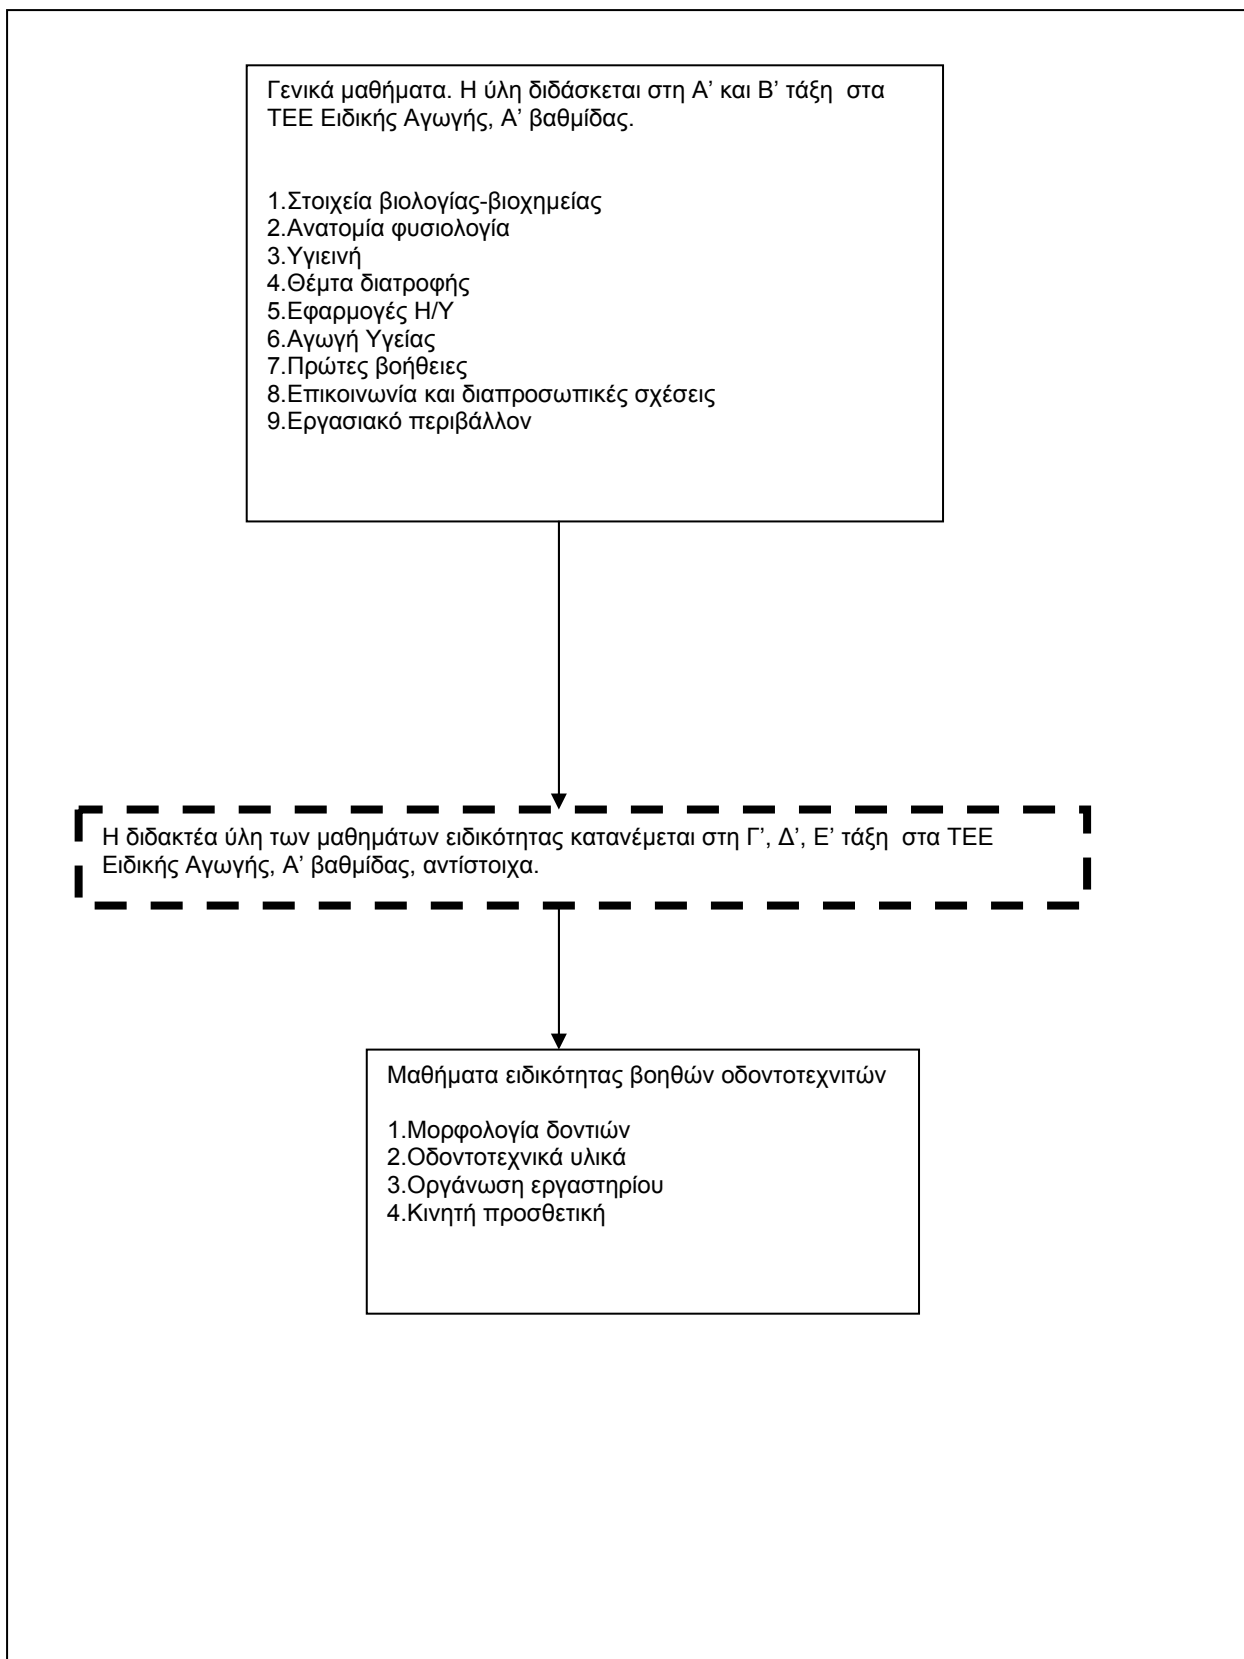 Γενικά μαθήματα. Η ύλη διδάσκεται στη Α’ και Β’ τάξη  στα
ΤΕΕ Ειδικής Αγωγής, Α’ βαθμίδας.
1.Στοιχεία βιολογίας-βιοχημείας
2.Ανατομία φυσιολογία
3.Υγιεινή
4.Θέμτα διατροφής
5.Εφαρμογές Η/Υ
6.Αγωγή Υγείας
7.Πρώτες βοήθειες
8.Επικοινωνία και διαπροσωπικές σχέσεις
9.Εργασιακό περιβάλλον
Η διδακτέα ύλη των μαθημάτων ειδικότητας κατανέμεται στη Γ’, Δ’, Ε’ τάξη  στα ΤΕΕ
Ειδικής Αγωγής, Α’ βαθμίδας, αντίστοιχα.
Μαθήματα ειδικότητας βοηθών οδοντοτεχνιτών
1.Μορφολογία δοντιών
2.Οδοντοτεχνικά υλικά
3.Οργάνωση εργαστηρίου
4.Κινητή προσθετική